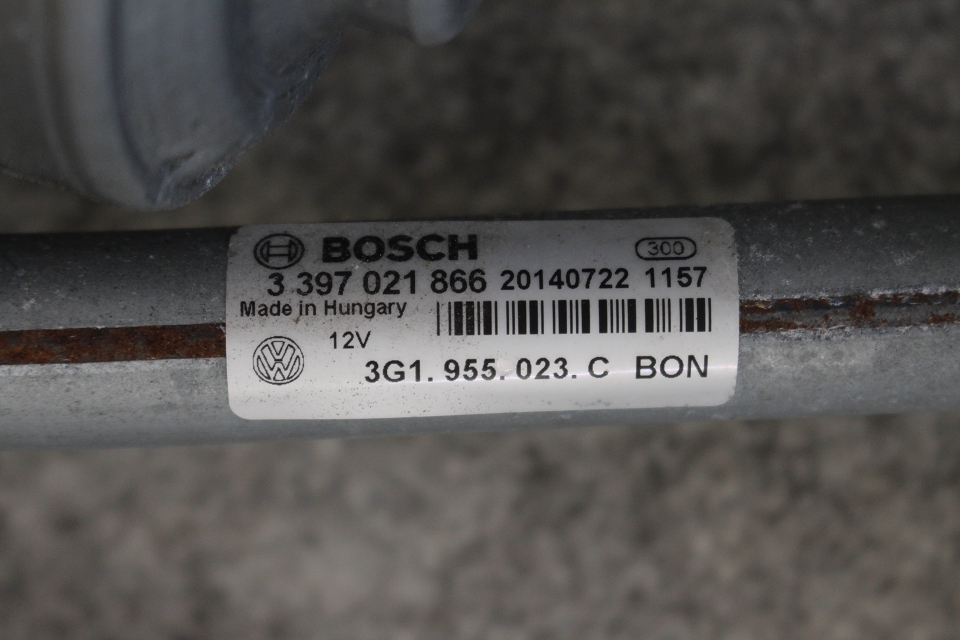 BOSCH 300
3 397 021 866 20140722 1157
Made in Hungary
12V
3G1. 955. 023. C BON